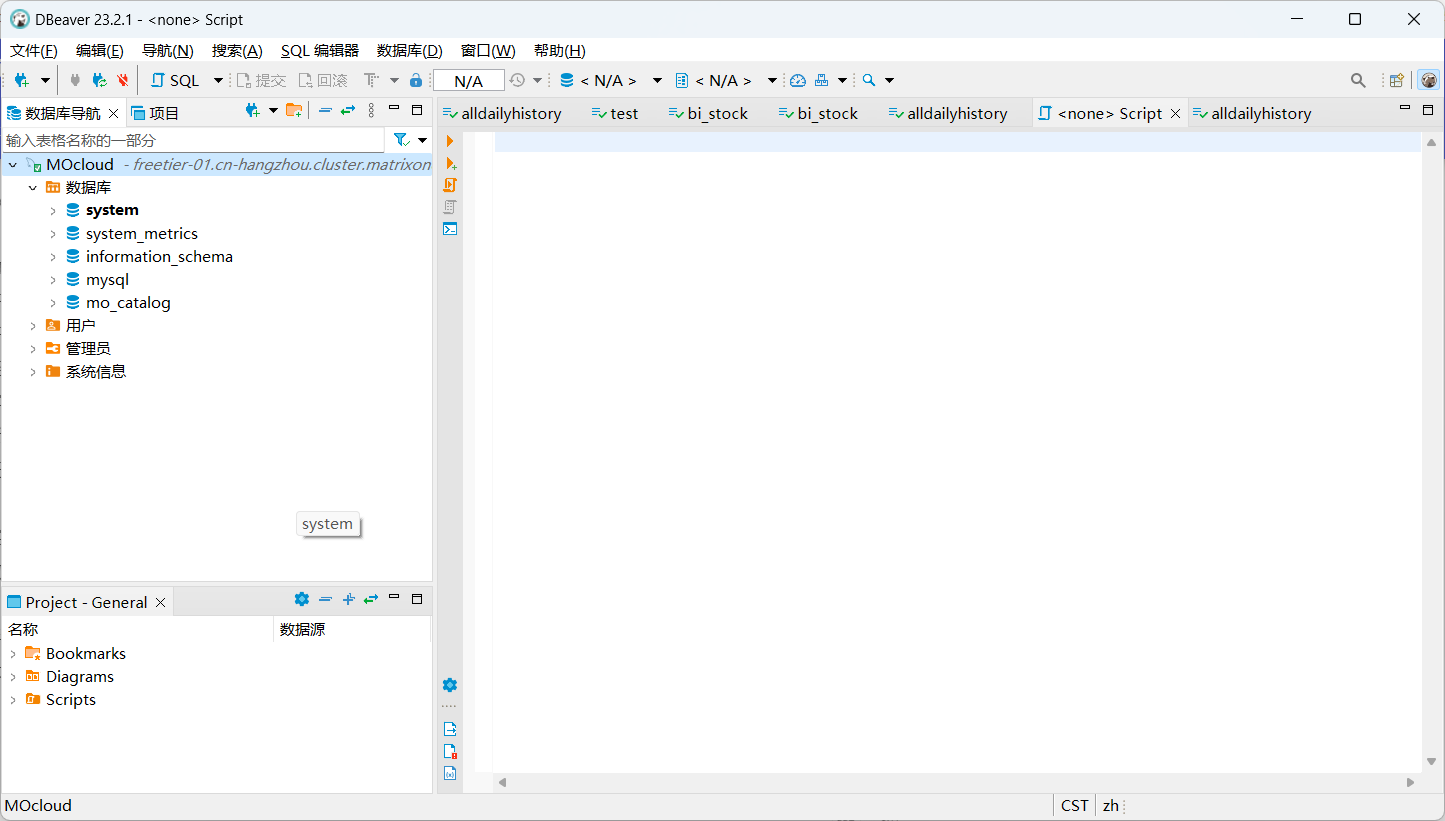 DBeaver 23.2.1 - <none> Script
文件(F) 编辑(E) 导航(N) 搜索(A) SQL 编辑器 数据库(D) 窗口(W) 帮助(H)
SQL 提交 回滚 N/A < N/A > < N/A >
数据库导航 项目
输入表格名称的一部分
MOcloud - freetier-01.cn-hangzhou.cluster.matrixon
数据库
system
system_metrics
information_schema
mysql
mo_catalog
用户
管理员
系统信息
system
Project - General
名称 数据源
Bookmarks
Diagrams
Scripts
alldailyhistory test bi_stock bi_stock alldailyhistory <none> Script alldailyhistory
MOcloud CST zh